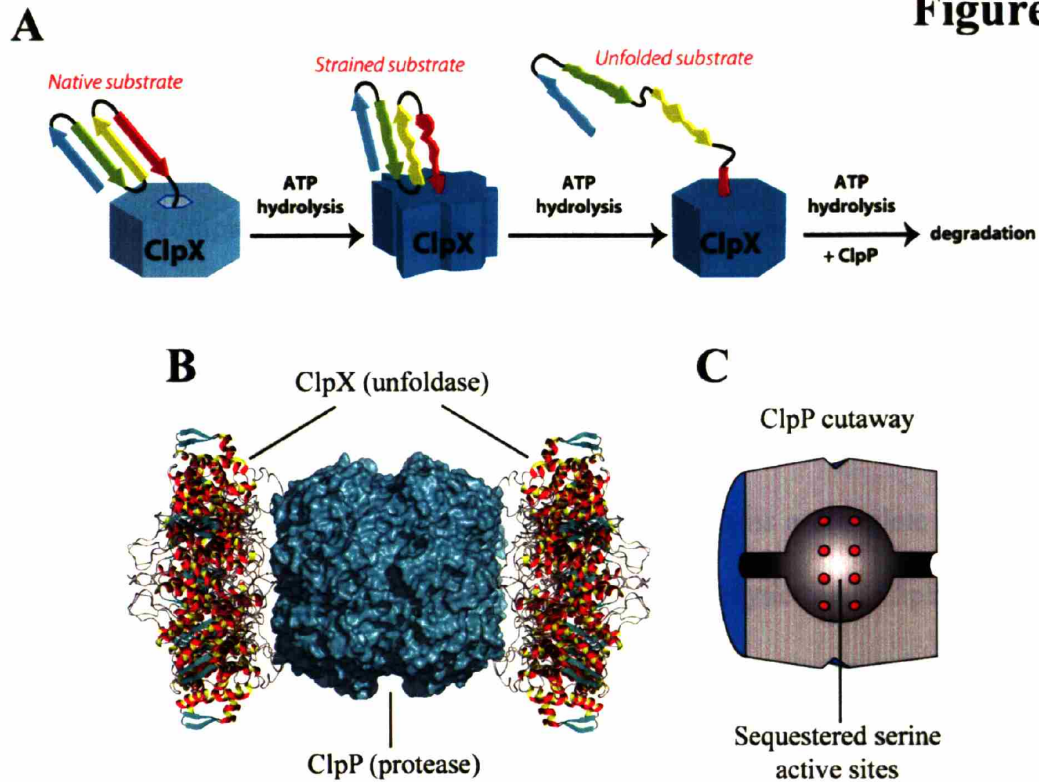 Figure
A
Native substrate
Strained substrate
Unfolded substrate
ClpX
ATP
hydrolysis
ClpX
ATP
hydrolysis
ClpX
ATP
hydrolysis
+ ClpP
degradation
B
ClpX (unfoldase)
ClpP (protease)
C
ClpP cutaway
Sequestered serine
active sites